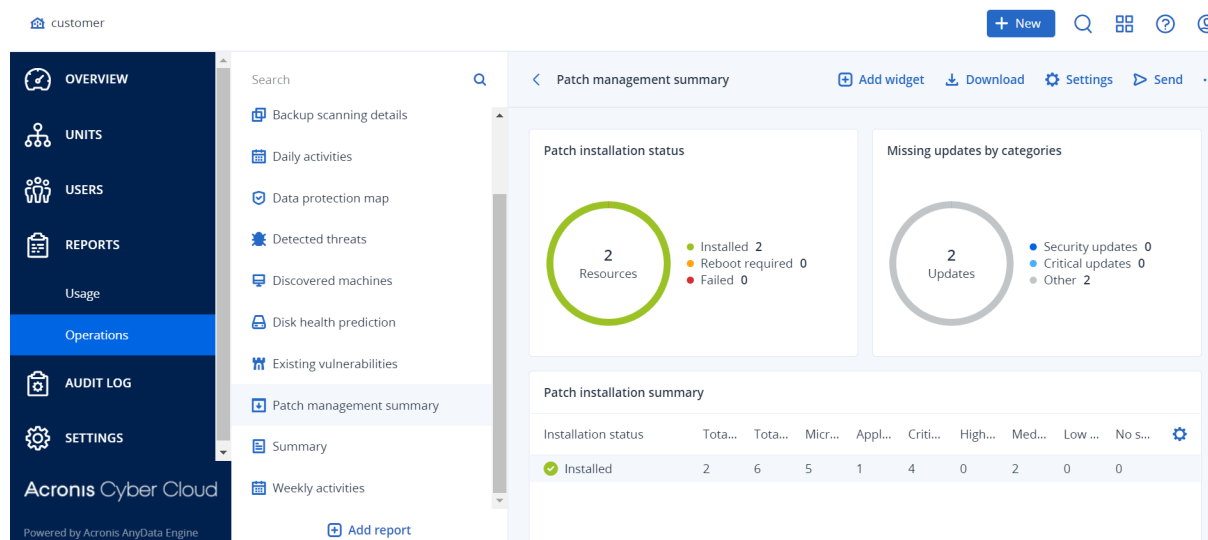 customer
+ New
OVERVIEW
UNITS
USERS
REPORTS
Usage
Operations
AUDIT LOG
SETTINGS
Acronis Cyber Cloud
Powered by Acronis AnyData Engine
Search
Backup scanning details
Daily activities
Data protection map
Detected threats
Discovered machines
Disk health prediction
Existing vulnerabilities
Patch management summary
Summary
Weekly activities
Add report
Patch management summary
Add widget
Download
Settings
Send
Patch installation status
2
Resources
Installed 2
Reboot required 0
Failed 0
Missing updates by categories
2
Updates
Security updates 0
Critical updates 0
Other 2
Patch installation summary
Installation status Tota... Tota... Micr... Appl... Criti... High... Med... Low ... No s...
Installed 2 6 5 1 4 0 2 0 0